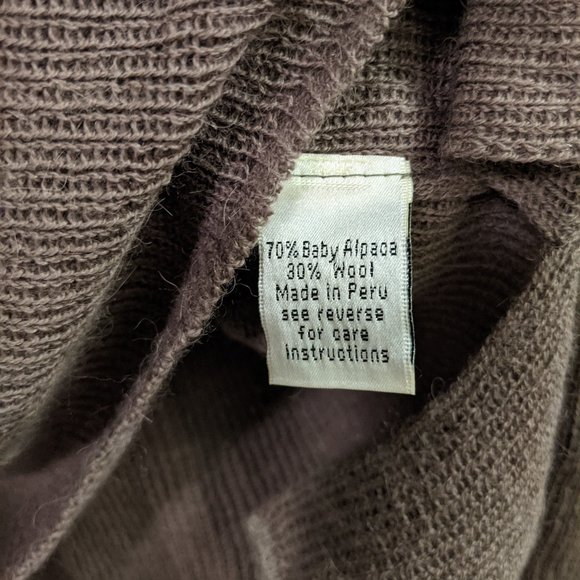 70% Baby Alpaca
30% Wool
Made in Peru
see reverse
for care
instructions